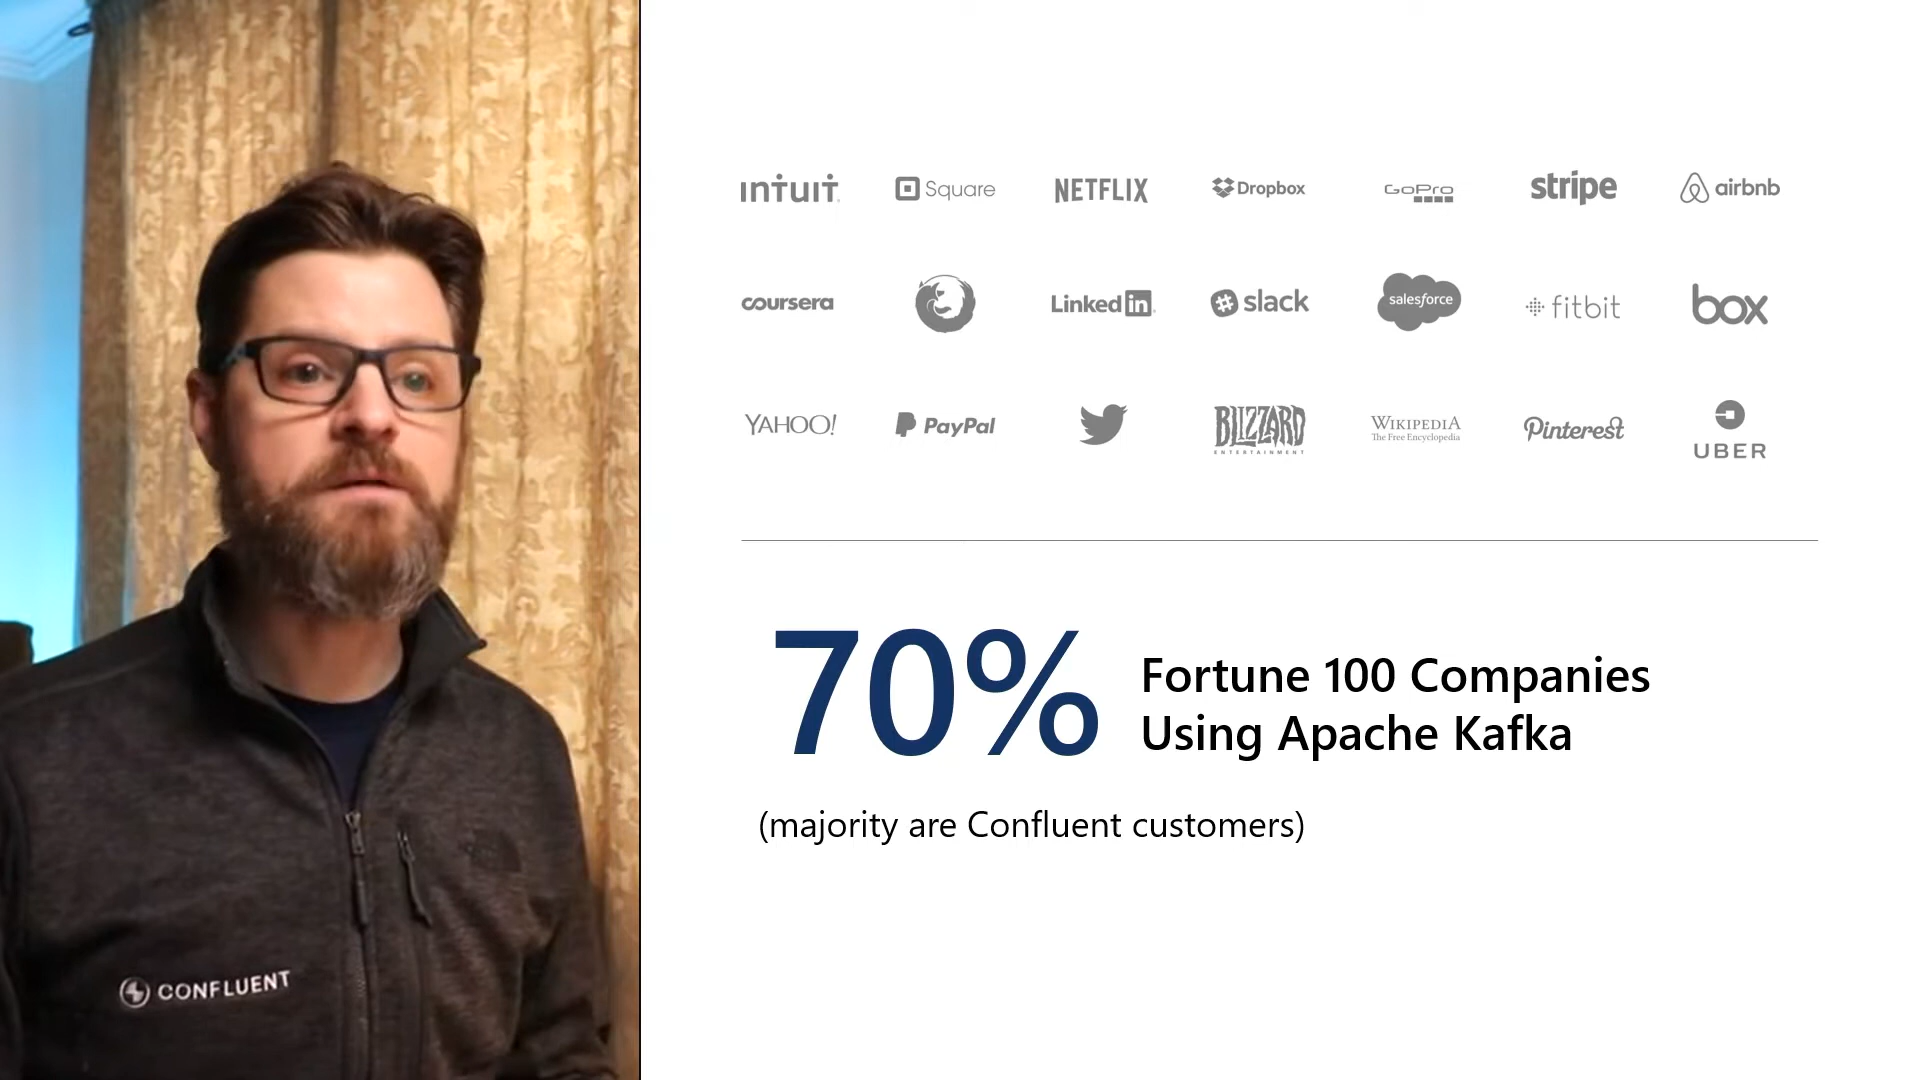 intuit
Square
NETFLIX
Dropbox
GoPro
stripe
airbnb
coursera
LinkedIn
slack
salesforce
fitbit
box
YAHOO!
PayPal
BLIZZARD
ENTERTAINMENT
WIKIPEDIA
The Free Encyclopedia
Pinterest
UBER
70%
Fortune 100 Companies
Using Apache Kafka
(majority are Confluent customers)
CONFLUENT